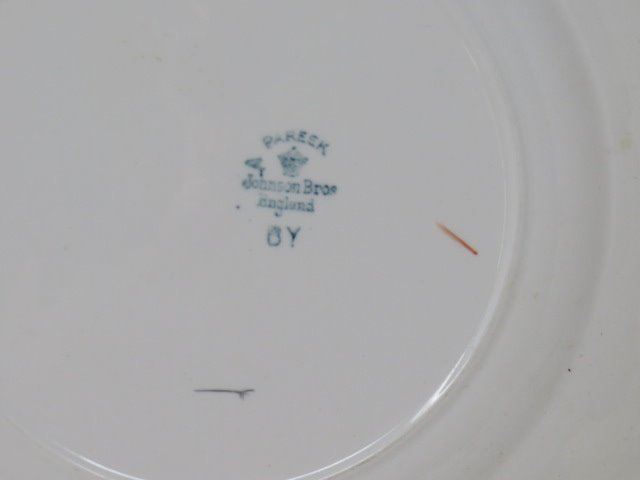 PAREEK
A
Johnson Bros
England